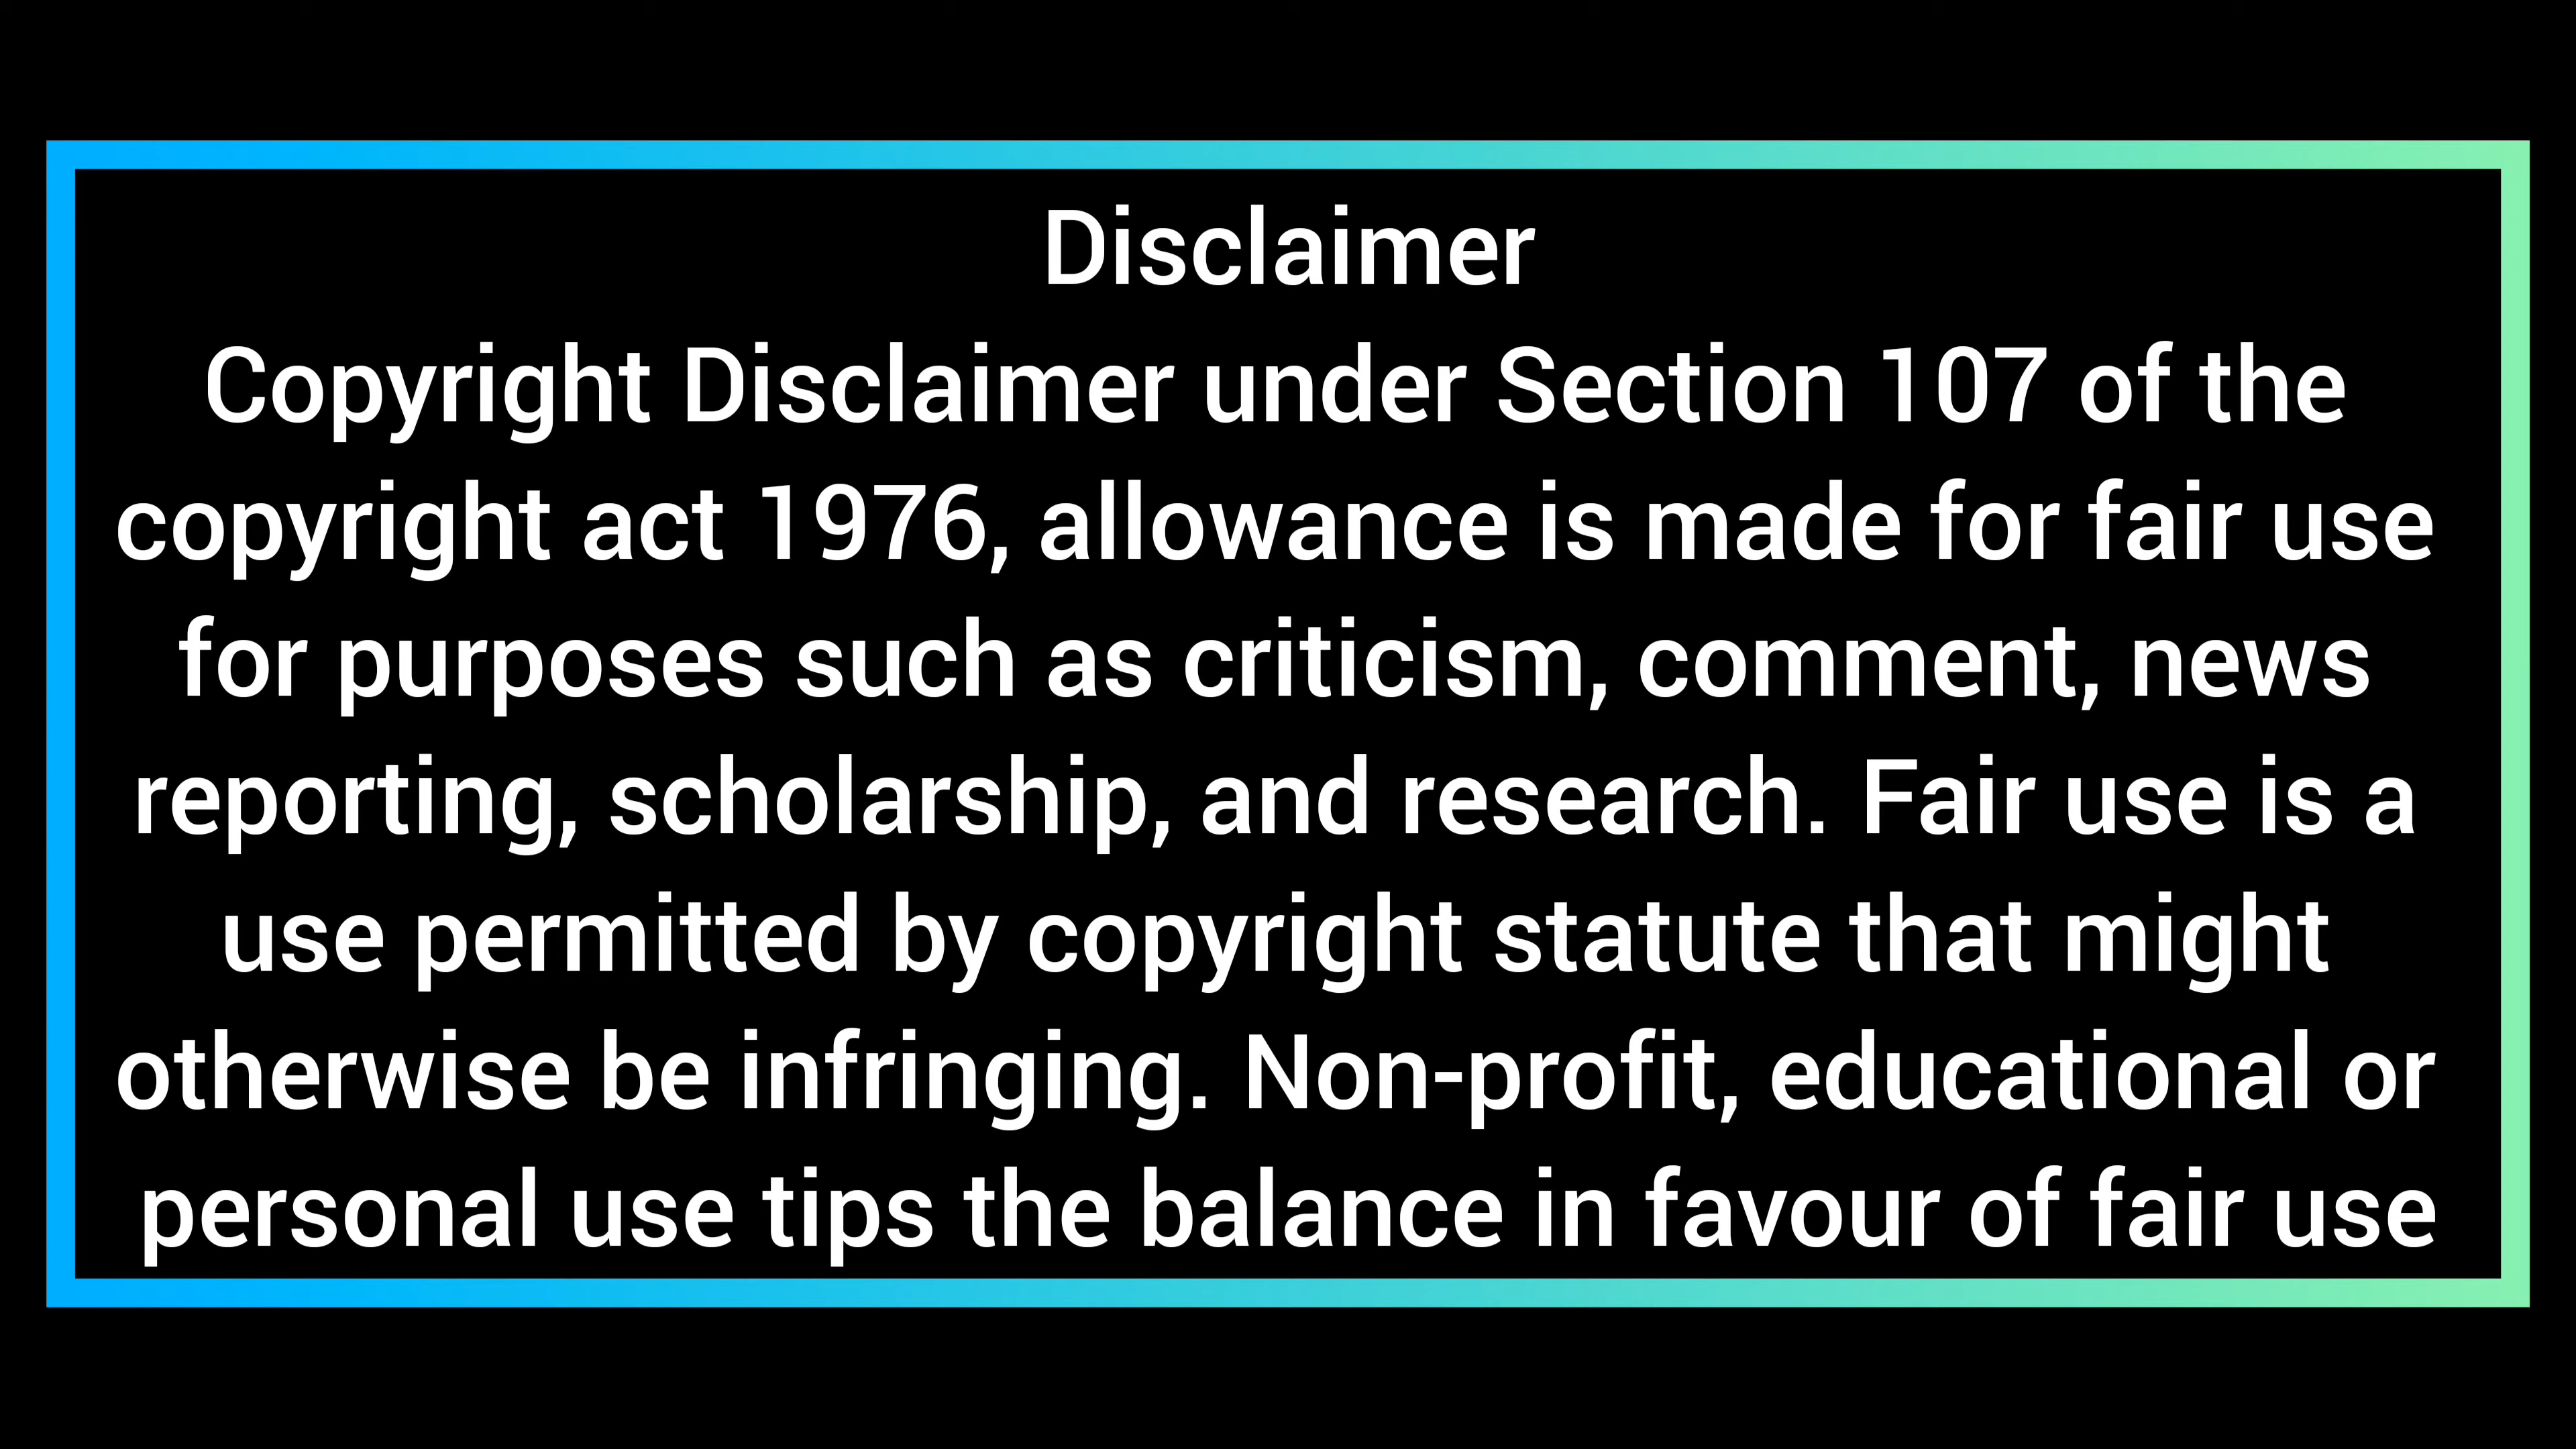 Disclaimer
Copyright Disclaimer under Section 107 of the
copyright act 1976, allowance is made for fair use
for purposes such as criticism, comment, news
reporting, scholarship, and research. Fair use is a
use permitted by copyright statute that might
otherwise be infringing. Non-profit, educational or
personal use tips the balance in favour of fair use